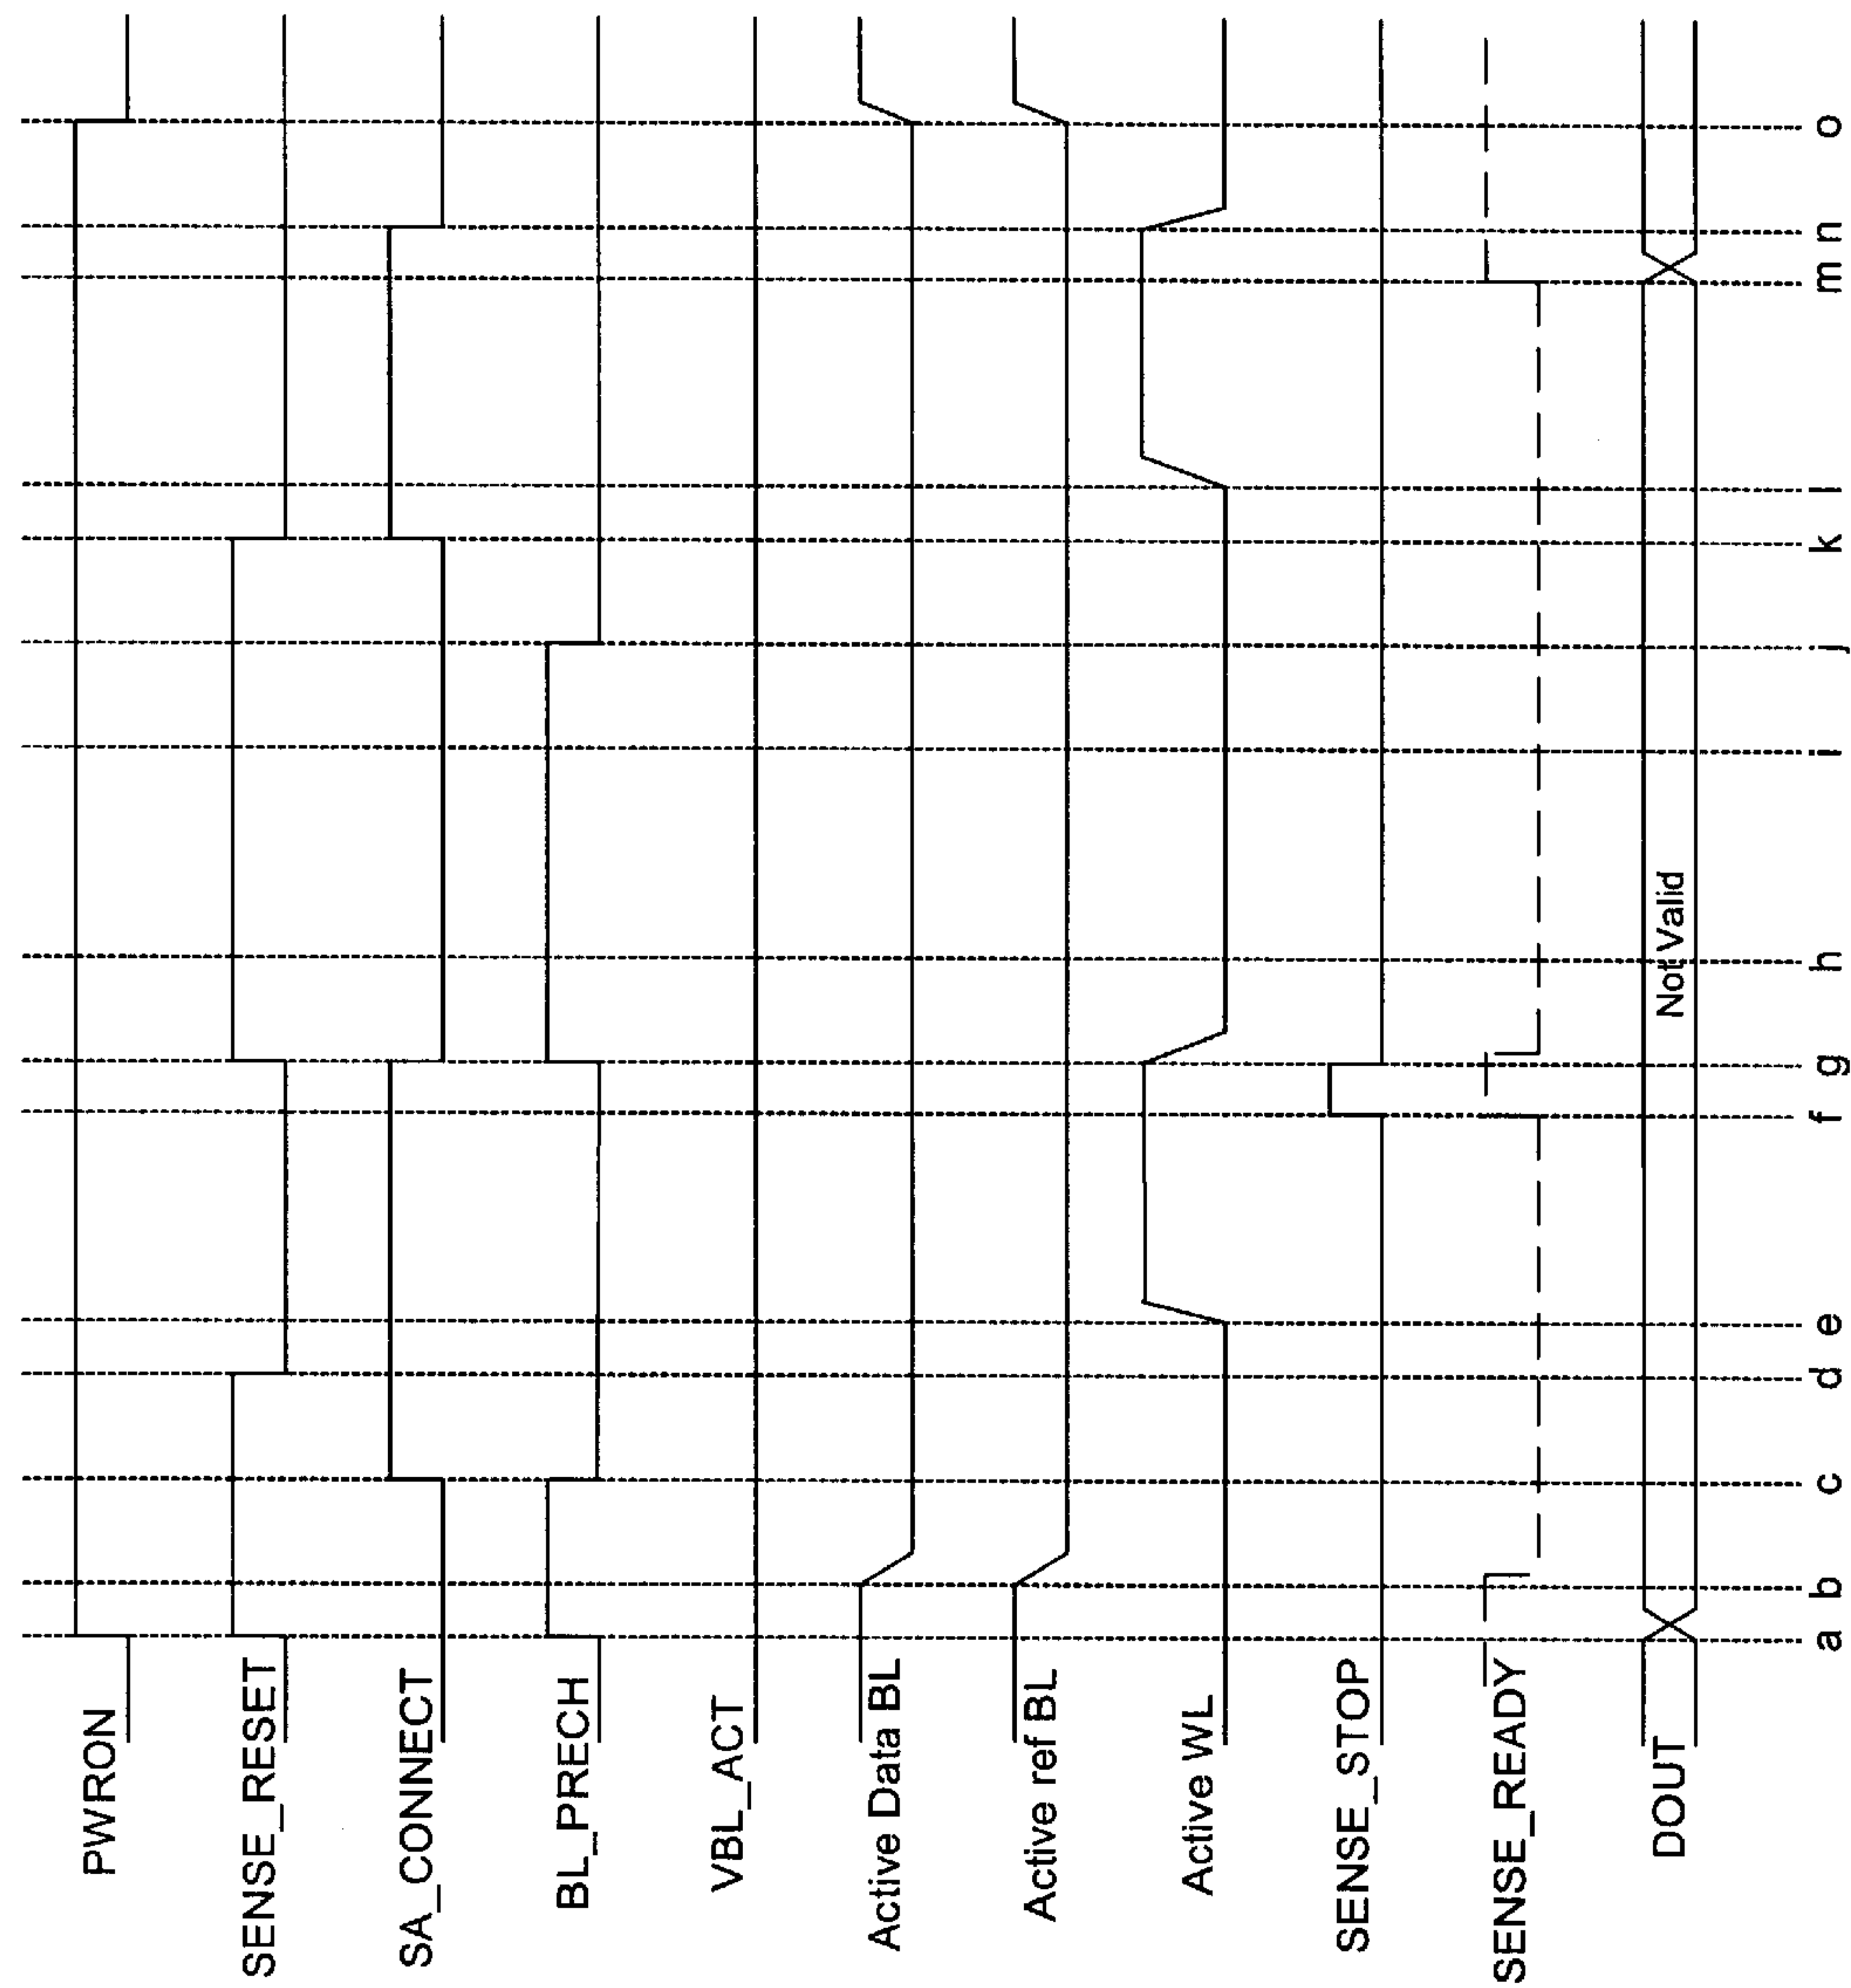 PWRON
SENSE_RESET
SA_CONNECT
BL_PRECH
VBL_ACT
Active Data BL
Active ref BL
Active WL
SENSE_STOP
SENSE_READY
DOUT
Not Valid
a b c d e f g h i j k l m n o